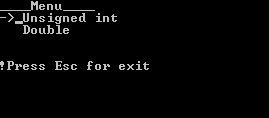 ____Menu____
->_Unsigned int
Double
!Press Esc for exit